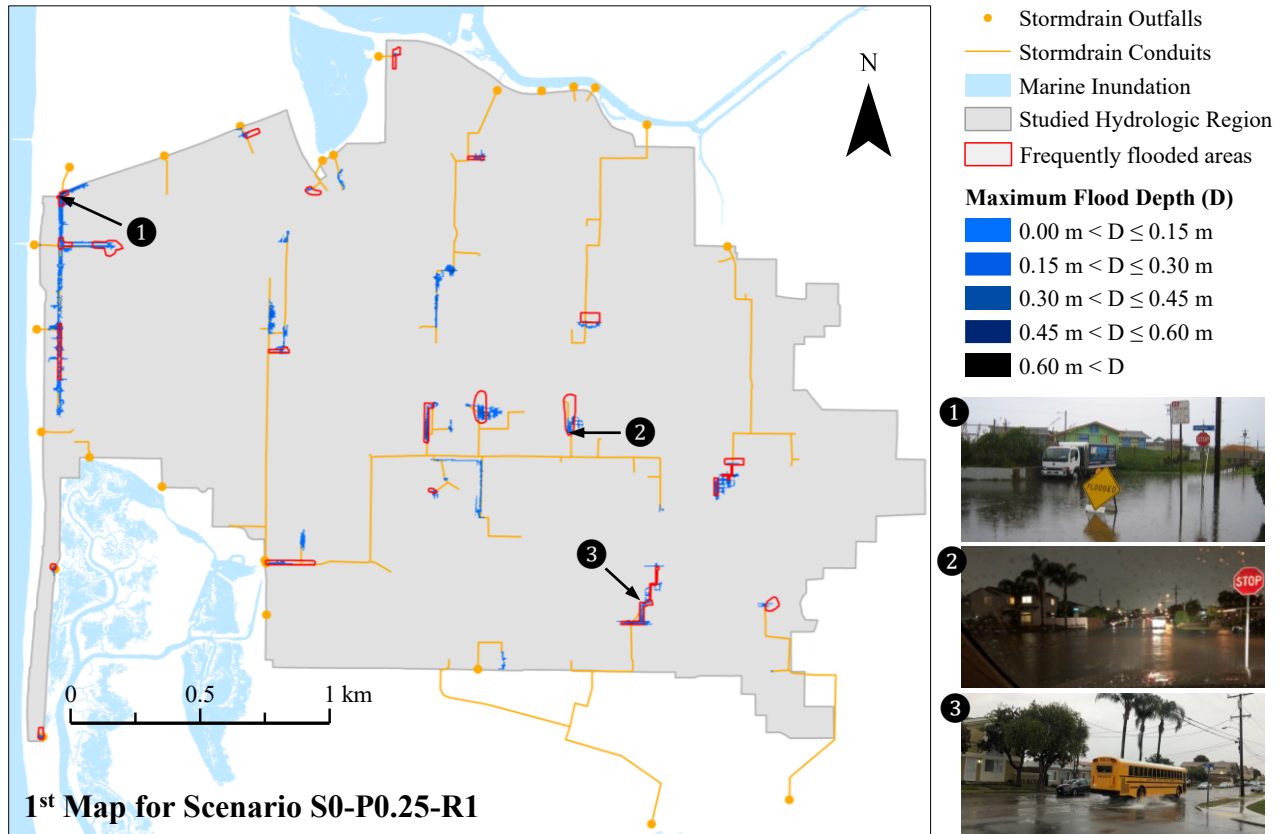 Stormdrain Outfalls
Stormdrain Conduits
Marine Inundation
Studied Hydrologic Region
Frequently flooded areas
Maximum Flood Depth (D)
0.00 m < D ≤ 0.15 m
0.15 m < D ≤ 0.30 m
0.30 m < D ≤ 0.45 m
0.45 m < D ≤ 0.60 m
0.60 m < D
N
1
2
3
0 0.5 1 km
1st Map for Scenario S0-P0.25-R1
1
FLOODED
STOP
2
STOP
3